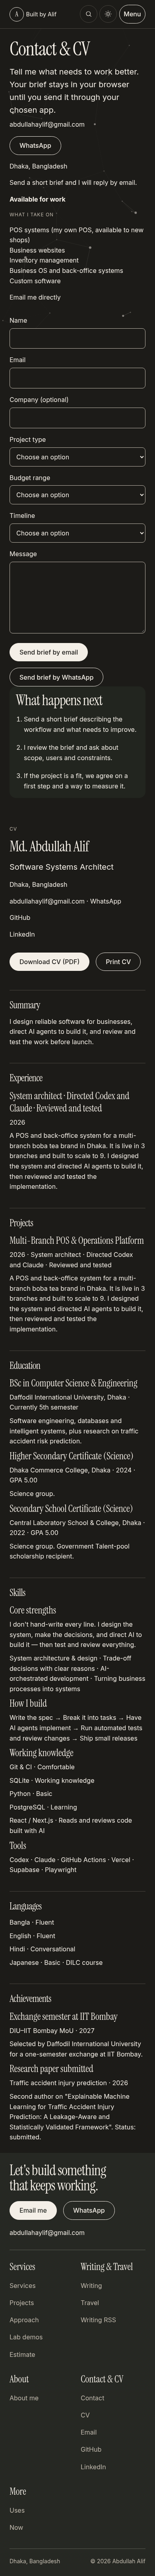 A Built by Alif Menu
Contact & CV
Tell me what needs to work better.
Your brief stays in your browser
until you send it through your
chosen app.
abdullahaylif@gmail.com
WhatsApp
Dhaka, Bangladesh
Send a short brief and I will reply by email.
Available for work
WHAT I TAKE ON
POS systems (my own POS, available to new
shops)
Business websites
Inventory management
Business OS and back-office systems
Custom software
Email me directly
Name
Email
Company (optional)
Project type
Choose an option
Budget range
Choose an option
Timeline
Choose an option
Message
Send brief by email
Send brief by WhatsApp
What happens next
1. Send a short brief describing the
workflow and what needs to improve.
2. I review the brief and ask about
scope, users and constraints.
3. If the project is a fit, we agree on a
first step and a way to measure it.
CV
Md. Abdullah Alif
Software Systems Architect
Dhaka, Bangladesh
abdullahaylif@gmail.com · WhatsApp
GitHub
LinkedIn
Download CV (PDF)
Print CV
Summary
I design reliable software for businesses,
direct AI agents to build it, and review and
test the work before launch.
Experience
System architect · Directed Codex and
Claude · Reviewed and tested
2026
A POS and back-office system for a multi-
branch boba tea brand in Dhaka. It is live in 3
branches and built to scale to 9. I designed
the system and directed AI agents to build it,
then reviewed and tested the
implementation.
Projects
Multi-Branch POS & Operations Platform
2026 · System architect · Directed Codex
and Claude · Reviewed and tested
A POS and back-office system for a multi-
branch boba tea brand in Dhaka. It is live in 3
branches and built to scale to 9. I designed
the system and directed AI agents to build it,
then reviewed and tested the
implementation.
Education
BSc in Computer Science & Engineering
Daffodil International University, Dhaka ·
Currently 5th semester
Software engineering, databases and
intelligent systems, plus research on traffic
accident risk prediction.
Higher Secondary Certificate (Science)
Dhaka Commerce College, Dhaka · 2024 ·
GPA 5.00
Science group.
Secondary School Certificate (Science)
Central Laboratory School & College, Dhaka ·
2022 · GPA 5.00
Science group. Government Talent-pool
scholarship recipient.
Skills
Core strengths
I don't hand-write every line. I design the
system, make the decisions, and direct AI to
build it — then test and review everything.
System architecture & design · Trade-off
decisions with clear reasons · AI-
orchestrated development · Turning business
processes into systems
How I build
Write the spec → Break it into tasks → Have
AI agents implement → Run automated tests
and review changes → Ship small releases
Working knowledge
Git & CI · Comfortable
SQLite · Working knowledge
Python · Basic
PostgreSQL · Learning
React / Next.js · Reads and reviews code
built with AI
Tools
Codex · Claude · GitHub Actions · Vercel ·
Supabase · Playwright
Languages
Bangla · Fluent
English · Fluent
Hindi · Conversational
Japanese · Basic · DILC course
Achievements
Exchange semester at IIT Bombay
DIU–IIT Bombay MoU · 2027
Selected by Daffodil International University
for a one-semester exchange at IIT Bombay.
Research paper submitted
Traffic accident injury prediction · 2026
Second author on "Explainable Machine
Learning for Traffic Accident Injury
Prediction: A Leakage-Aware and
Statistically Validated Framework". Status:
submitted.
Let's build something
that keeps working.
Email me
WhatsApp
abdullahaylif@gmail.com
Services
Services
Projects
Approach
Lab demos
Estimate
Writing & Travel
Writing
Travel
Writing RSS
About
About me
Contact & CV
Contact
CV
Email
GitHub
LinkedIn
More
Uses
Now
Dhaka, Bangladesh
© 2026 Abdullah Alif